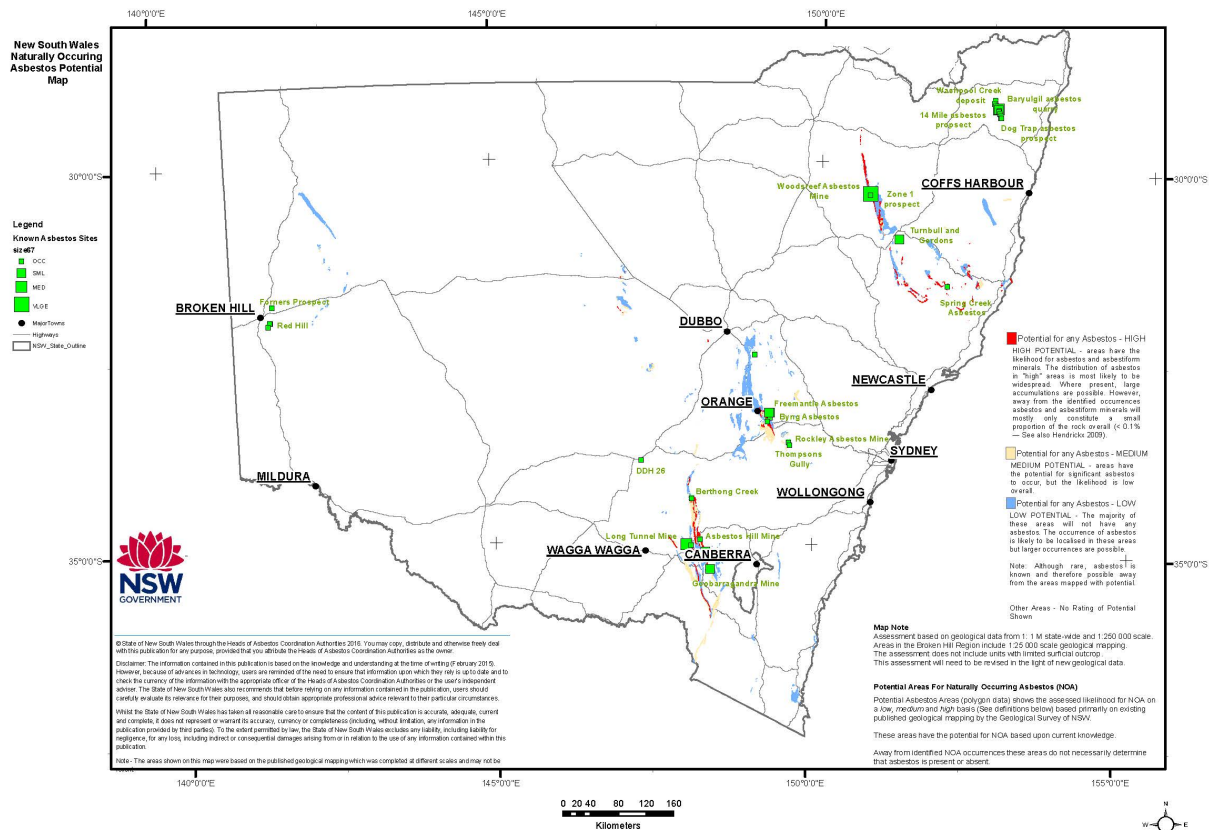 140°0'0"E
145°0'0"E
150°0'0"E
New South Wales
Naturally Occuring
Asbestos Potential
Map
30°0'0"S
30°0'0"S
35°0'0"S
35°0'0"S
Legend
Known Asbestos Sites
size67
OCC
SML
MED
VLGE
MajorTowns
Highways
NSW_State_Outline
Washpool Creek
deposit
Baryulgil asbestos
quarry
14 Mile asbestos
propsect
Dog Trap asbestos
prospect
Woodsreef Asbestos
Mine
Zone 1
prospect
COFFS HARBOUR
Turnbull and
Gordons
Spring Creek
Asbestos
BROKEN HILL
Farners Prospect
Red Hill
DUBBO
NEWCASTLE
ORANGE
Freemantle Asbestos
Byng Asbestos
Rockley Asbestos Mine
Thompsons
Gully
SYDNEY
DDH 26
MILDURA
Berthong Creek
WOLLONGONG
Long Tunnel Mine
Asbestos Hill Mine
WAGGA WAGGA
CANBERRA
Goobarragandra Mine
Potential for any Asbestos - HIGH
HIGH POTENTIAL - areas have the
likelihood for asbestos and asbestiform
minerals. The distribution of asbestos
in "high" areas is most likely to be
widespread. Where present, large
accumulations are possible. However,
away from the identified occurrences
asbestos and asbestiform minerals will
mostly only constitute a small
proportion of the rock overall (< 0.1%
— See also Hendrickx 2009).
Potential for any Asbestos - MEDIUM
MEDIUM POTENTIAL - areas have
the potential for significant asbestos
to occur, but the likelihood is low
overall.
Potential for any Asbestos - LOW
LOW POTENTIAL - The majority of
these areas will not have any
asbestos. The occurrence of asbestos
is likely to be localised in these areas
but larger occurrences are possible.
Note: Although rare, asbestos is
known and therefore possible away
from the areas mapped with potential.
Other Areas - No Rating of Potential
Shown
NSW
GOVERNMENT
© State of New South Wales through the Heads of Asbestos Coordination Authorities 2016. You may copy, distribute and otherwise freely deal
with this publication for any purpose, provided that you attribute the Heads of Asbestos Coordination Authorities as the owner.
Disclaimer: The information contained in this publication is based on the knowledge and understanding at the time of writing (February 2015).
However, because of advances in technology, users are reminded of the need to ensure that information upon which they rely is up to date and to
check the currency of the information with the appropriate officer of the Heads of Asbestos Coordination Authorities or the user's independent
adviser. The State of New South Wales also recommends that before relying on any information contained in the publication, users should
carefully evaluate its relevance for their purposes, and should obtain appropriate professional advice relevant to their particular circumstances.
Whilst the State of New South Wales has taken all reasonable care to ensure that the content of this publication is accurate, adequate, current
and complete, it does not represent or warrant its accuracy, currency or completeness (including, without limitation, any information in the
publication provided by third parties). To the extent permitted by law, the State of New South Wales excludes any liability, including liability for
negligence, for any loss, including indirect or consequential damages arising from or in relation to the use of any information contained within this
publication.
Note - The areas shown on this map were based on the published geological mapping which was completed at different scales and may not be
Map Note
Assessment based on geological data from 1: 1 M state-wide and 1:250 000 scale.
Areas in the Broken Hill Region include 1:25 000 scale geological mapping.
The assessment does not include units with limited surficial outcrop.
This assessment will need to be revised in the light of new geological data.
Potential Areas For Naturally Occurring Asbestos (NOA)
Potential Asbestos Areas (polygon data) shows the assessed likelihood for NOA on
a low, medium and high basis (See definitions below) based primarily on existing
published geological mapping by the Geological Survey of NSW.
These areas have the potential for NOA based upon current knowledge.
Away from identified NOA occurrences these areas do not necessarily determine
that asbestos is present or absent.
140°0'0"E
145°0'0"E
150°0'0"E
155°0'0"E
0 20 40 80 120 160
Kilometers
N
W
E